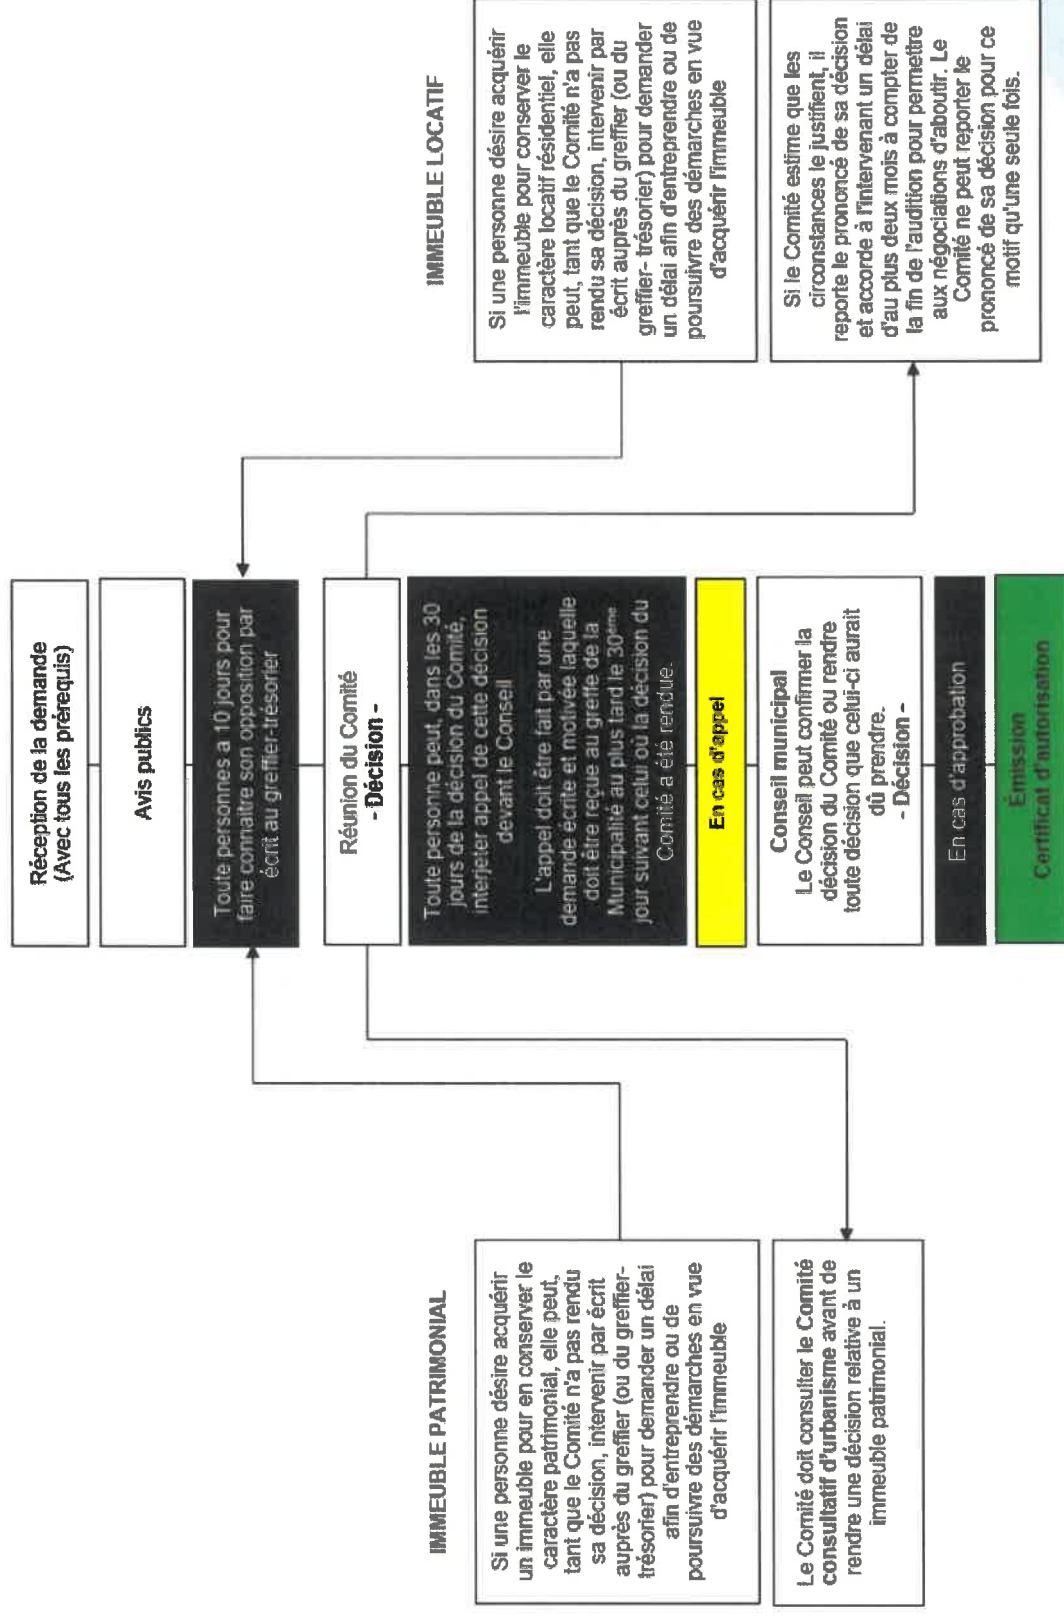 Réception de la demande
(Avec tous les prérequis)
Avis publics
Toute personnes a 10 jours pour
faire connaitre son opposition par
écrit au greffier-trésorier
Réunion du Comité
- Décision -
Toute personne peut, dans les 30
jours de la décision du Comité,
interjeter appel de cette décision
devant le Conseil
L'appel doit être fait par une
demande écrite et motivée laquelle
doit être reçue au greffe de la
Municipalité au plus tard le 30ème
jour suivant celui où la décision du
Comité a été rendue.
En cas d'appel
Conseil municipal
Le Conseil peut confirmer la
décision du Comité ou rendre
toute décision que celui-ci aurait
dû prendre.
- Décision -
En cas d'approbation
Émission
Certificat d'autorisation
IMMEUBLE PATRIMONIAL
Si une personne désire acquérir
un immeuble pour en conserver le
caractère patrimonial, elle peut,
tant que le Comité n'a pas rendu
sa décision, intervenir par écrit
auprès du greffier (ou du greffier-
trésorier) pour demander un délai
afin d'entreprendre ou de
poursuivre des démarches en vue
d'acquérir l'immeuble
Le Comité doit consulter le Comité
consultatif d'urbanisme avant de
rendre une décision relative à un
immeuble patrimonial.
IMMEUBLE LOCATIF
Si une personne désire acquérir
l'immeuble pour conserver le
caractère locatif résidentiel, elle
peut, tant que le Comité n'a pas
rendu sa décision, intervenir par
écrit auprès du greffier (ou du
greffier- trésorier) pour demander
un délai afin d'entreprendre ou de
poursuivre des démarches en vue
d'acquérir l'immeuble
Si le Comité estime que les
circonstances le justifient, il
reporte le prononcé de sa décision
et accorde à l'intervenant un délai
d'au plus deux mois à compter de
la fin de l'audition pour permettre
aux négociations d'aboutir. Le
Comité ne peut reporter le
prononcé de sa décision pour ce
motif qu'une seule fois.